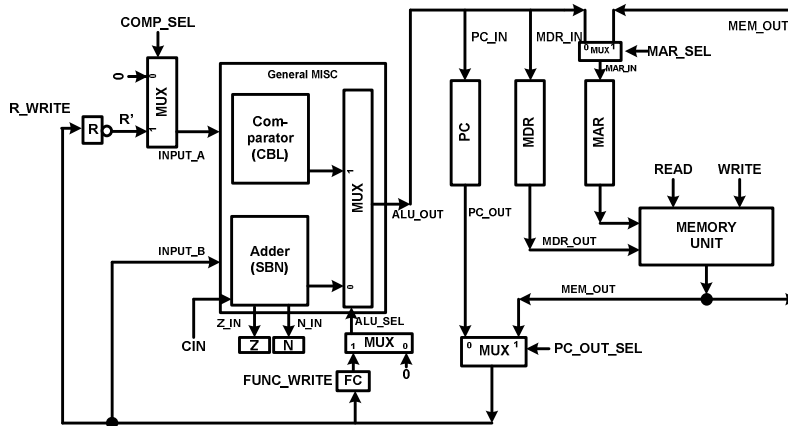 COMP_SEL
0
0
MUX
1
R_WRITE
R
R'
INPUT_A
General MISC
Com-
parator
(CBL)
1
MUX
0
ALU_OUT
INPUT_B
Adder
(SBN)
CIN
Z_IN
N_IN
Z
N
ALU_SEL
1 MUX 0
0
FUNC_WRITE
FC
PC_IN
MDR_IN
0 MUX 1
MEM_OUT
MAR_SEL
MAR_IN
PC
MDR
MAR
READ
WRITE
PC_OUT
MDR_OUT
MEMORY
UNIT
MEM_OUT
0 MUX 1
PC_OUT_SEL